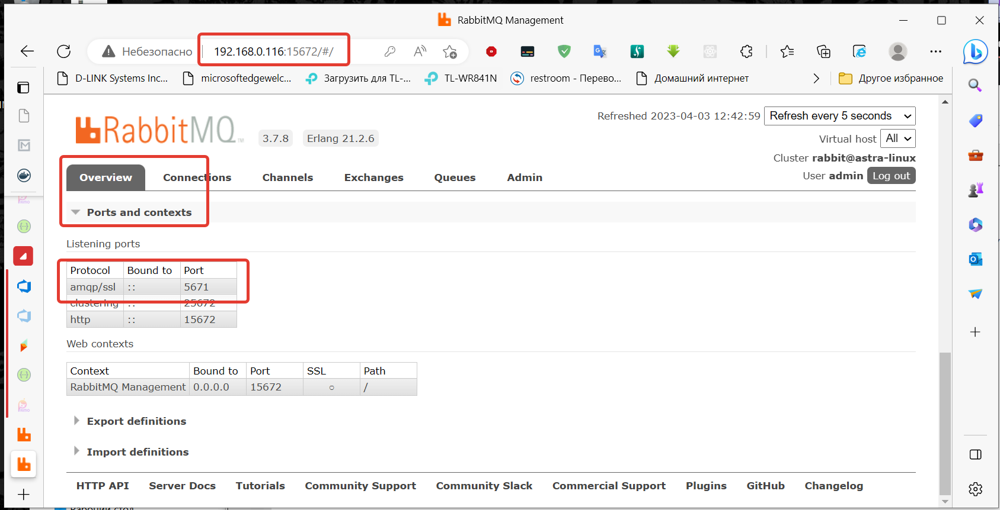 RabbitMQ Management
Небезопасно 192.168.0.116:15672/#/
D-LINK Systems Inc... microsoftedgewelc... Загрузить для TL-... TL-WR841N restroom - Перево... Домашний интернет Другое избранное
RabbitMQ TM 3.7.8 Erlang 21.2.6
Refreshed 2023-04-03 12:42:59 Refresh every 5 seconds
Virtual host All
Cluster rabbit@astra-linux
User admin Log out
Overview Connections Channels Exchanges Queues Admin
Ports and contexts
Listening ports
Protocol Bound to Port
amqp/ssl :: 5671
clustering :: 25672
http :: 15672
Web contexts
Context Bound to Port SSL Path
RabbitMQ Management 0.0.0.0 15672 ○ /
Export definitions
Import definitions
HTTP API Server Docs Tutorials Community Support Community Slack Commercial Support Plugins GitHub Changelog
Рабочий стол